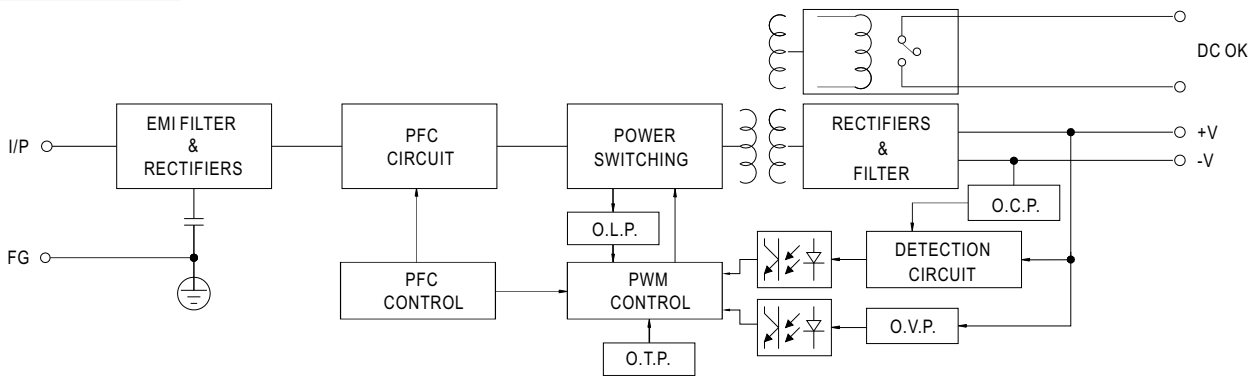 DC OK
I/P
EMI FILTER
&
RECTIFIERS
PFC
CIRCUIT
POWER
SWITCHING
RECTIFIERS
&
FILTER
+V
-V
O.C.P.
O.L.P.
DETECTION
CIRCUIT
FG
PFC
CONTROL
PWM
CONTROL
O.V.P.
O.T.P.